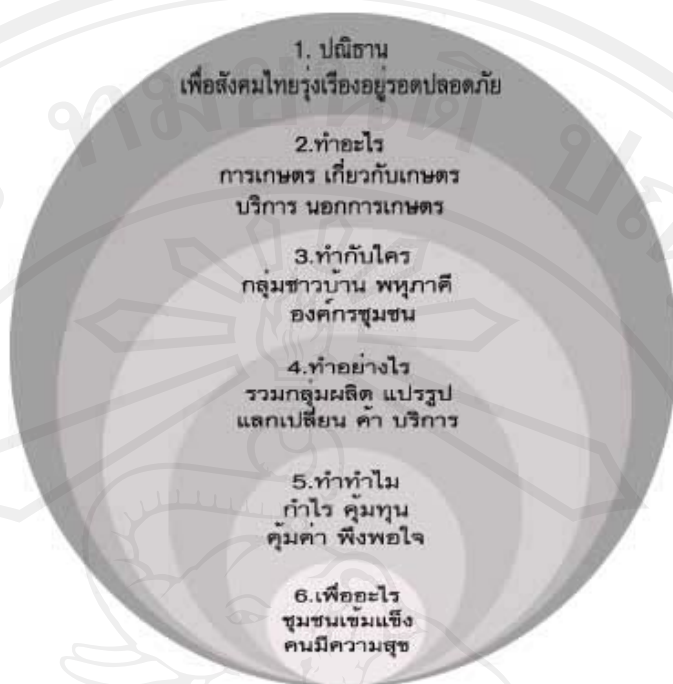 1. ปณิธาน
เพื่อสังคมไทยรุ่งเรืองอยู่รอดปลอดภัย
2.ทำอะไร
การเกษตร เกี่ยวกับเกษตร
บริการ นอกการเกษตร
3.ทำกับใคร
กลุ่มชาวบ้าน พหุภาคี
องค์กรชุมชน
4.ทำอย่างไร
รวมกลุ่มผลิต แปรรูป
แลกเปลี่ยน ค้า บริการ
5.ทำทำไม
กำไร คุ้มทุน
คุ้มค่า พึงพอใจ
6.เพื่ออะไร
ชุมชนเข้มแข็ง
คนมีความสุข